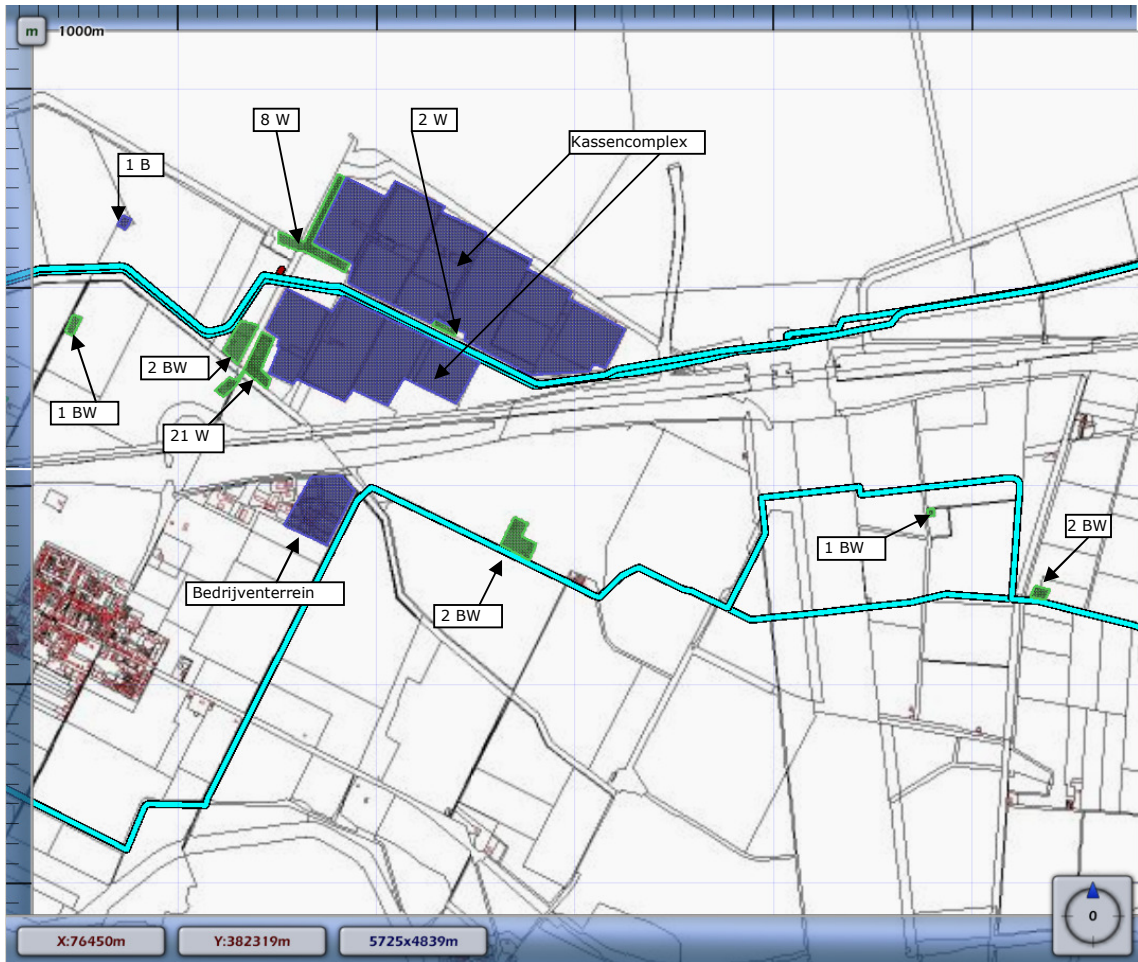 m 1000m
8 W
2 W
Kassencomplex
1 B
2 BW
1 BW
21 W
Bedrijventerrein
2 BW
1 BW
2 BW
0
X:76450m Y:382319m 5725x4839m